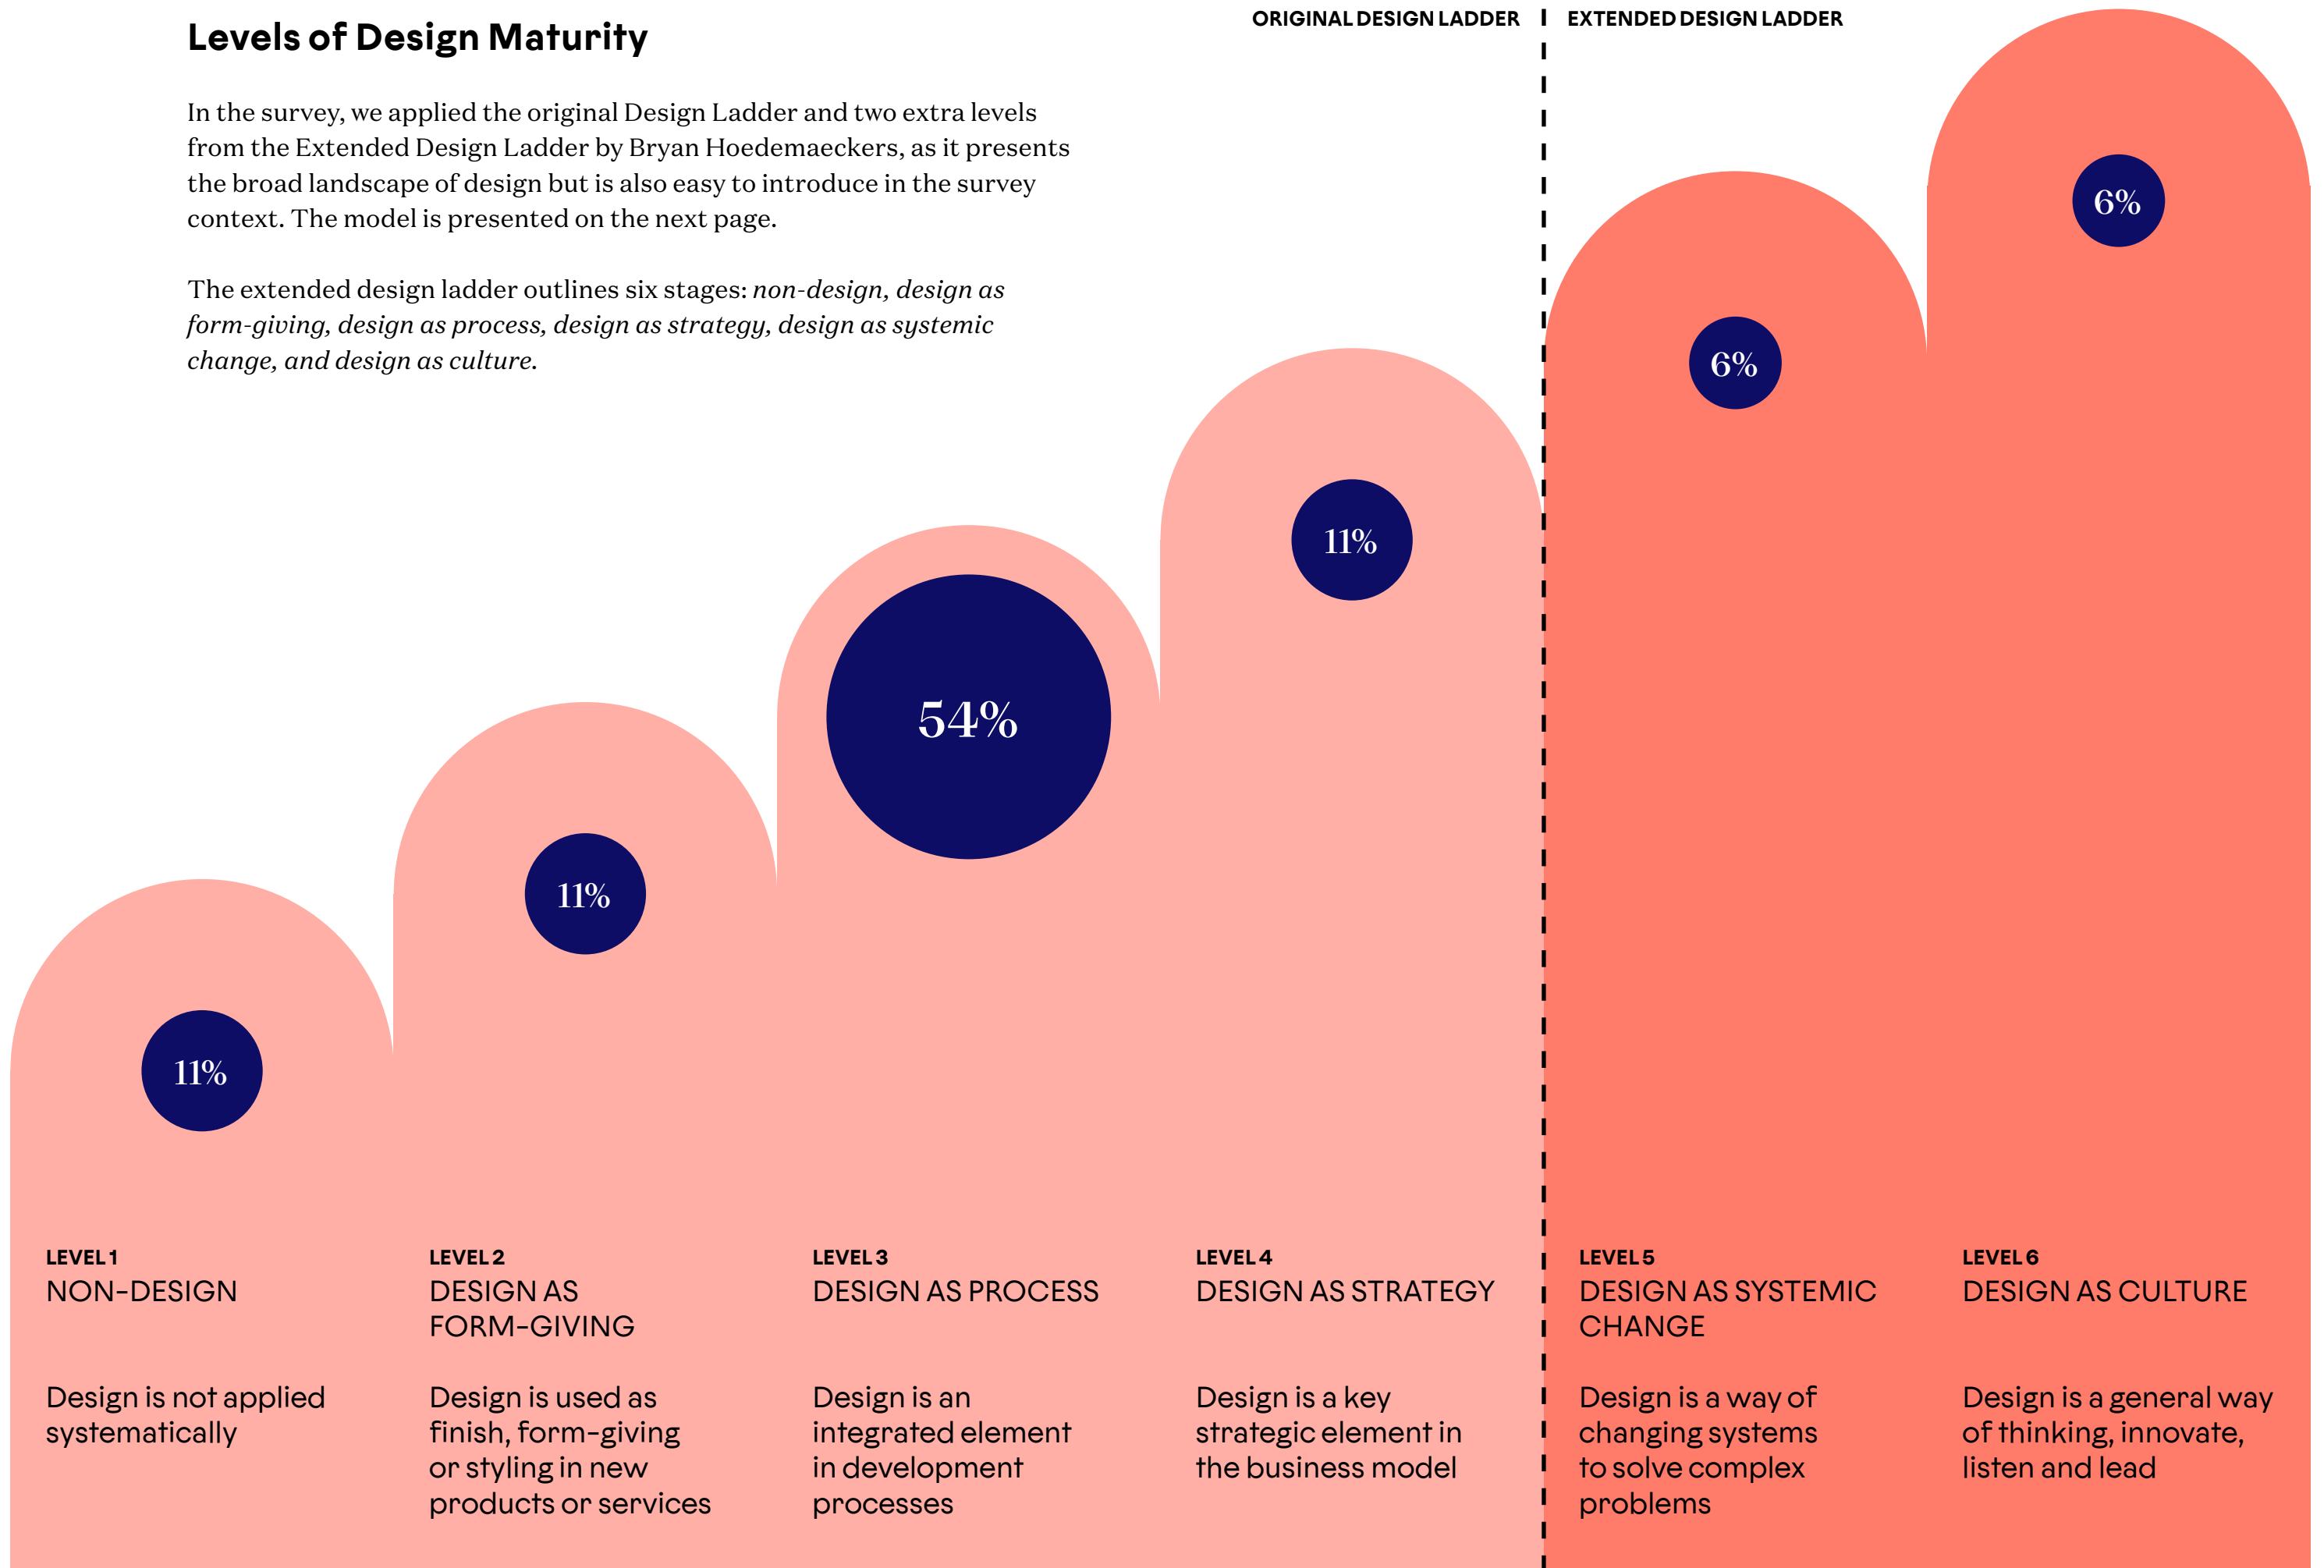 Levels of Design Maturity
In the survey, we applied the original Design Ladder and two extra levels
from the Extended Design Ladder by Bryan Hoedemaeckers, as it presents
the broad landscape of design but is also easy to introduce in the survey
context. The model is presented on the next page.
The extended design ladder outlines six stages: non-design, design as
form-giving, design as process, design as strategy, design as systemic
change, and design as culture.
ORIGINAL DESIGN LADDER
EXTENDED DESIGN LADDER
11%
11%
54%
11%
6%
6%
LEVEL 1
NON-DESIGN
Design is not applied
systematically
LEVEL 2
DESIGN AS
FORM-GIVING
Design is used as
finish, form-giving
or styling in new
products or services
LEVEL 3
DESIGN AS PROCESS
Design is an
integrated element
in development
processes
LEVEL 4
DESIGN AS STRATEGY
Design is a key
strategic element in
the business model
LEVEL 5
DESIGN AS SYSTEMIC
CHANGE
Design is a way of
changing systems
to solve complex
problems
LEVEL 6
DESIGN AS CULTURE
Design is a general way
of thinking, innovate,
listen and lead